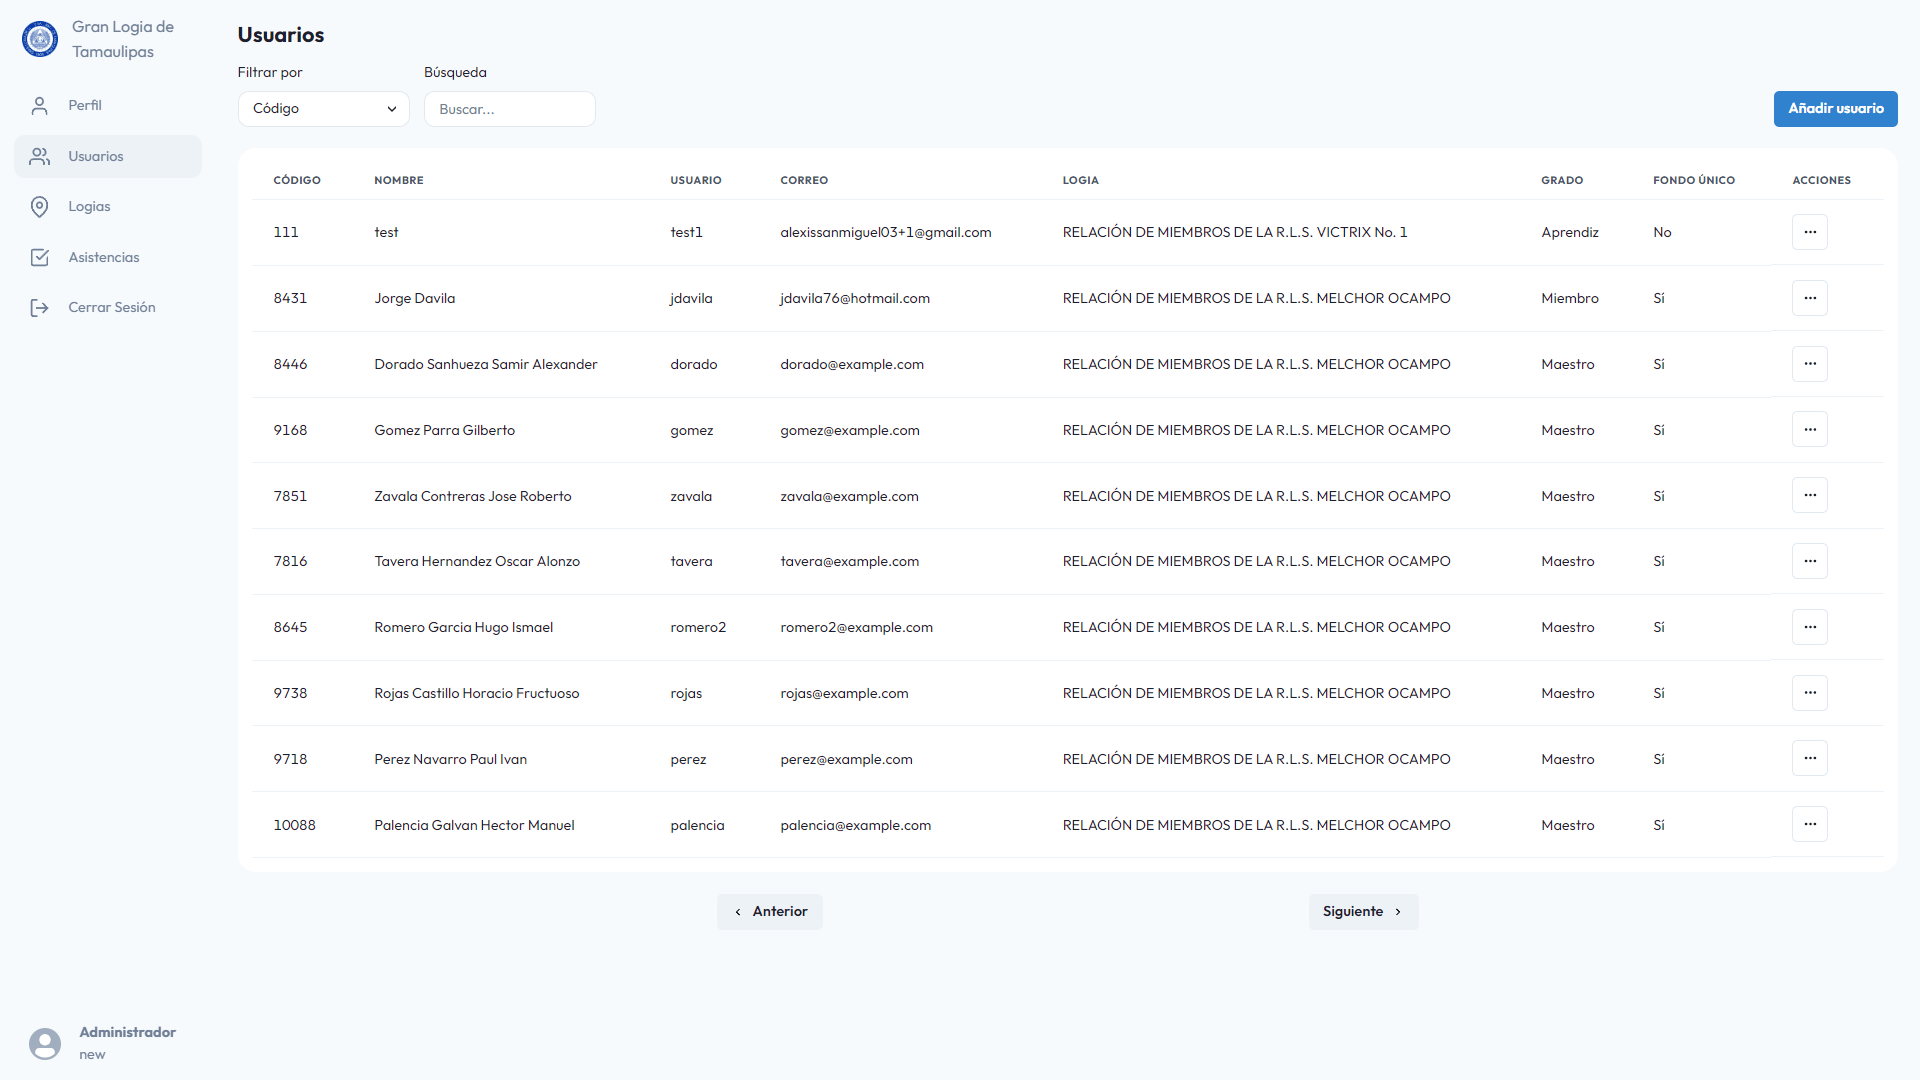 Gran Logia de
Tamaulipas
Perfil
Usuarios
Logias
Asistencias
Cerrar Sesión
Administrador
new
Usuarios
Filtrar por
Búsqueda
Código
Buscar...
Añadir usuario
CÓDIGO NOMBRE USUARIO CORREO LOGIA GRADO FONDO ÚNICO ACCIONES
111 test test1 alexissanmiguel03+1@gmail.com RELACIÓN DE MIEMBROS DE LA R.L.S. VICTRIX No. 1 Aprendiz No
8431 Jorge Davila jdavila jdavila76@hotmail.com RELACIÓN DE MIEMBROS DE LA R.L.S. MELCHOR OCAMPO Miembro Sí
8446 Dorado Sanhueza Samir Alexander dorado dorado@example.com RELACIÓN DE MIEMBROS DE LA R.L.S. MELCHOR OCAMPO Maestro Sí
9168 Gomez Parra Gilberto gomez gomez@example.com RELACIÓN DE MIEMBROS DE LA R.L.S. MELCHOR OCAMPO Maestro Sí
7851 Zavala Contreras Jose Roberto zavala zavala@example.com RELACIÓN DE MIEMBROS DE LA R.L.S. MELCHOR OCAMPO Maestro Sí
7816 Tavera Hernandez Oscar Alonzo tavera tavera@example.com RELACIÓN DE MIEMBROS DE LA R.L.S. MELCHOR OCAMPO Maestro Sí
8645 Romero Garcia Hugo Ismael romero2 romero2@example.com RELACIÓN DE MIEMBROS DE LA R.L.S. MELCHOR OCAMPO Maestro Sí
9738 Rojas Castillo Horacio Fructuoso rojas rojas@example.com RELACIÓN DE MIEMBROS DE LA R.L.S. MELCHOR OCAMPO Maestro Sí
9718 Perez Navarro Paul Ivan perez perez@example.com RELACIÓN DE MIEMBROS DE LA R.L.S. MELCHOR OCAMPO Maestro Sí
10088 Palencia Galvan Hector Manuel palencia palencia@example.com RELACIÓN DE MIEMBROS DE LA R.L.S. MELCHOR OCAMPO Maestro Sí
Anterior
Siguiente